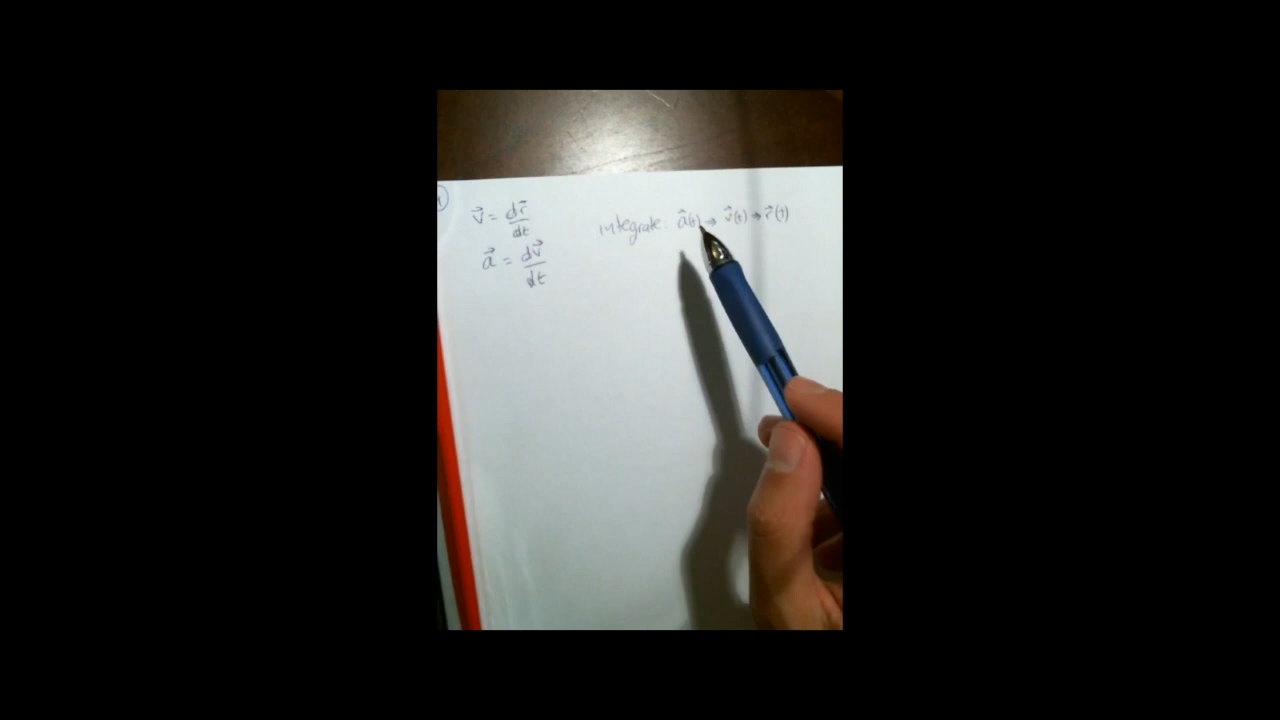 v⃗ = dr⃗/dt
integrate: a⃗(t) → v⃗(t) → r⃗(t)
a⃗ = dv⃗/dt